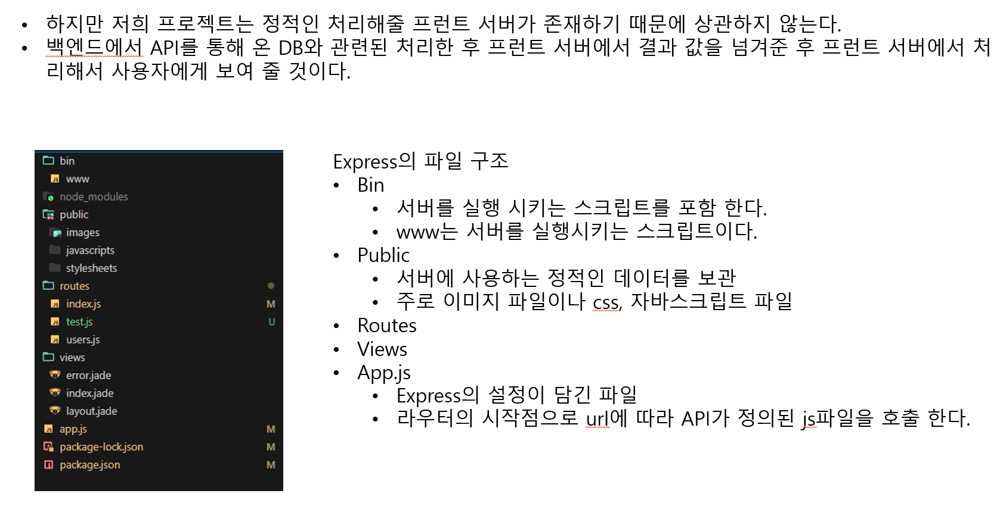 • 하지만 저희 프로젝트는 정적인 처리해줄 프런트 서버가 존재하기 때문에 상관하지 않는다.
• 백엔드에서 API를 통해 온 DB와 관련된 처리한 후 프런트 서버에서 결과 값을 넘겨준 후 프런트 서버에서 처
리해서 사용자에게 보여 줄 것이다.
bin
www
node_modules
public
images
javascripts
stylesheets
routes
index.js M
test.js U
users.js
views
error.jade
index.jade
layout.jade
app.js M
package-lock.json M
package.json M
Express의 파일 구조
• Bin
• 서버를 실행 시키는 스크립트를 포함 한다.
• www는 서버를 실행시키는 스크립트이다.
• Public
• 서버에 사용하는 정적인 데이터를 보관
• 주로 이미지 파일이나 css, 자바스크립트 파일
• Routes
• Views
• App.js
• Express의 설정이 담긴 파일
• 라우터의 시작점으로 url에 따라 API가 정의된 js파일을 호출 한다.